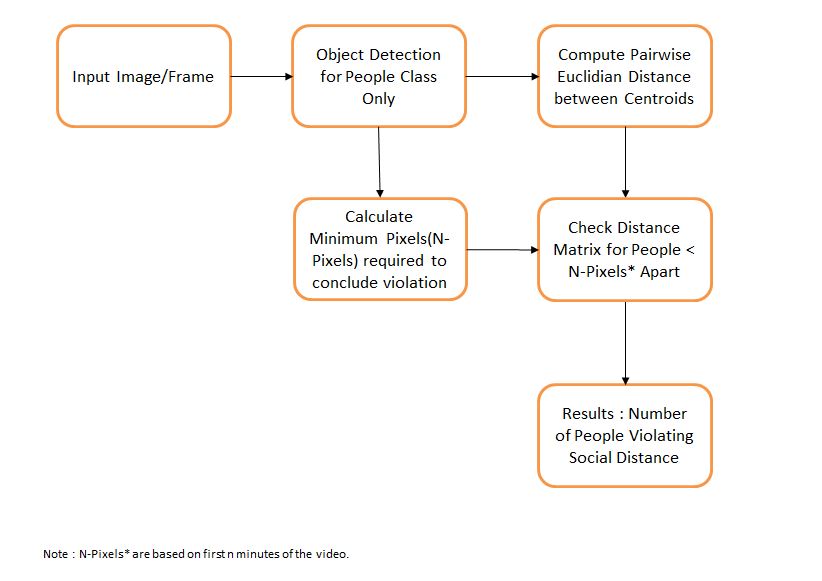 Input Image/Frame
Object Detection
for People Class
Only
Compute Pairwise
Euclidian Distance
between Centroids
Calculate
Minimum Pixels(N-
Pixels) required to
conclude violation
Check Distance
Matrix for People <
N-Pixels* Apart
Results : Number
of People Violating
Social Distance
Note : N-Pixels* are based on first n minutes of the video.